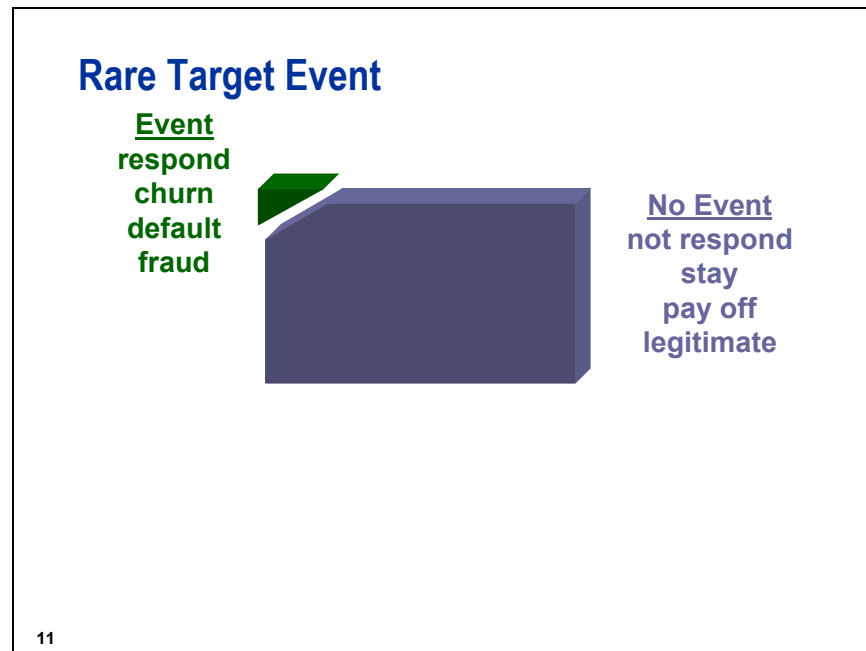 Rare Target Event
Event
respond
churn
default
fraud
No Event
not respond
stay
pay off
legitimate
11